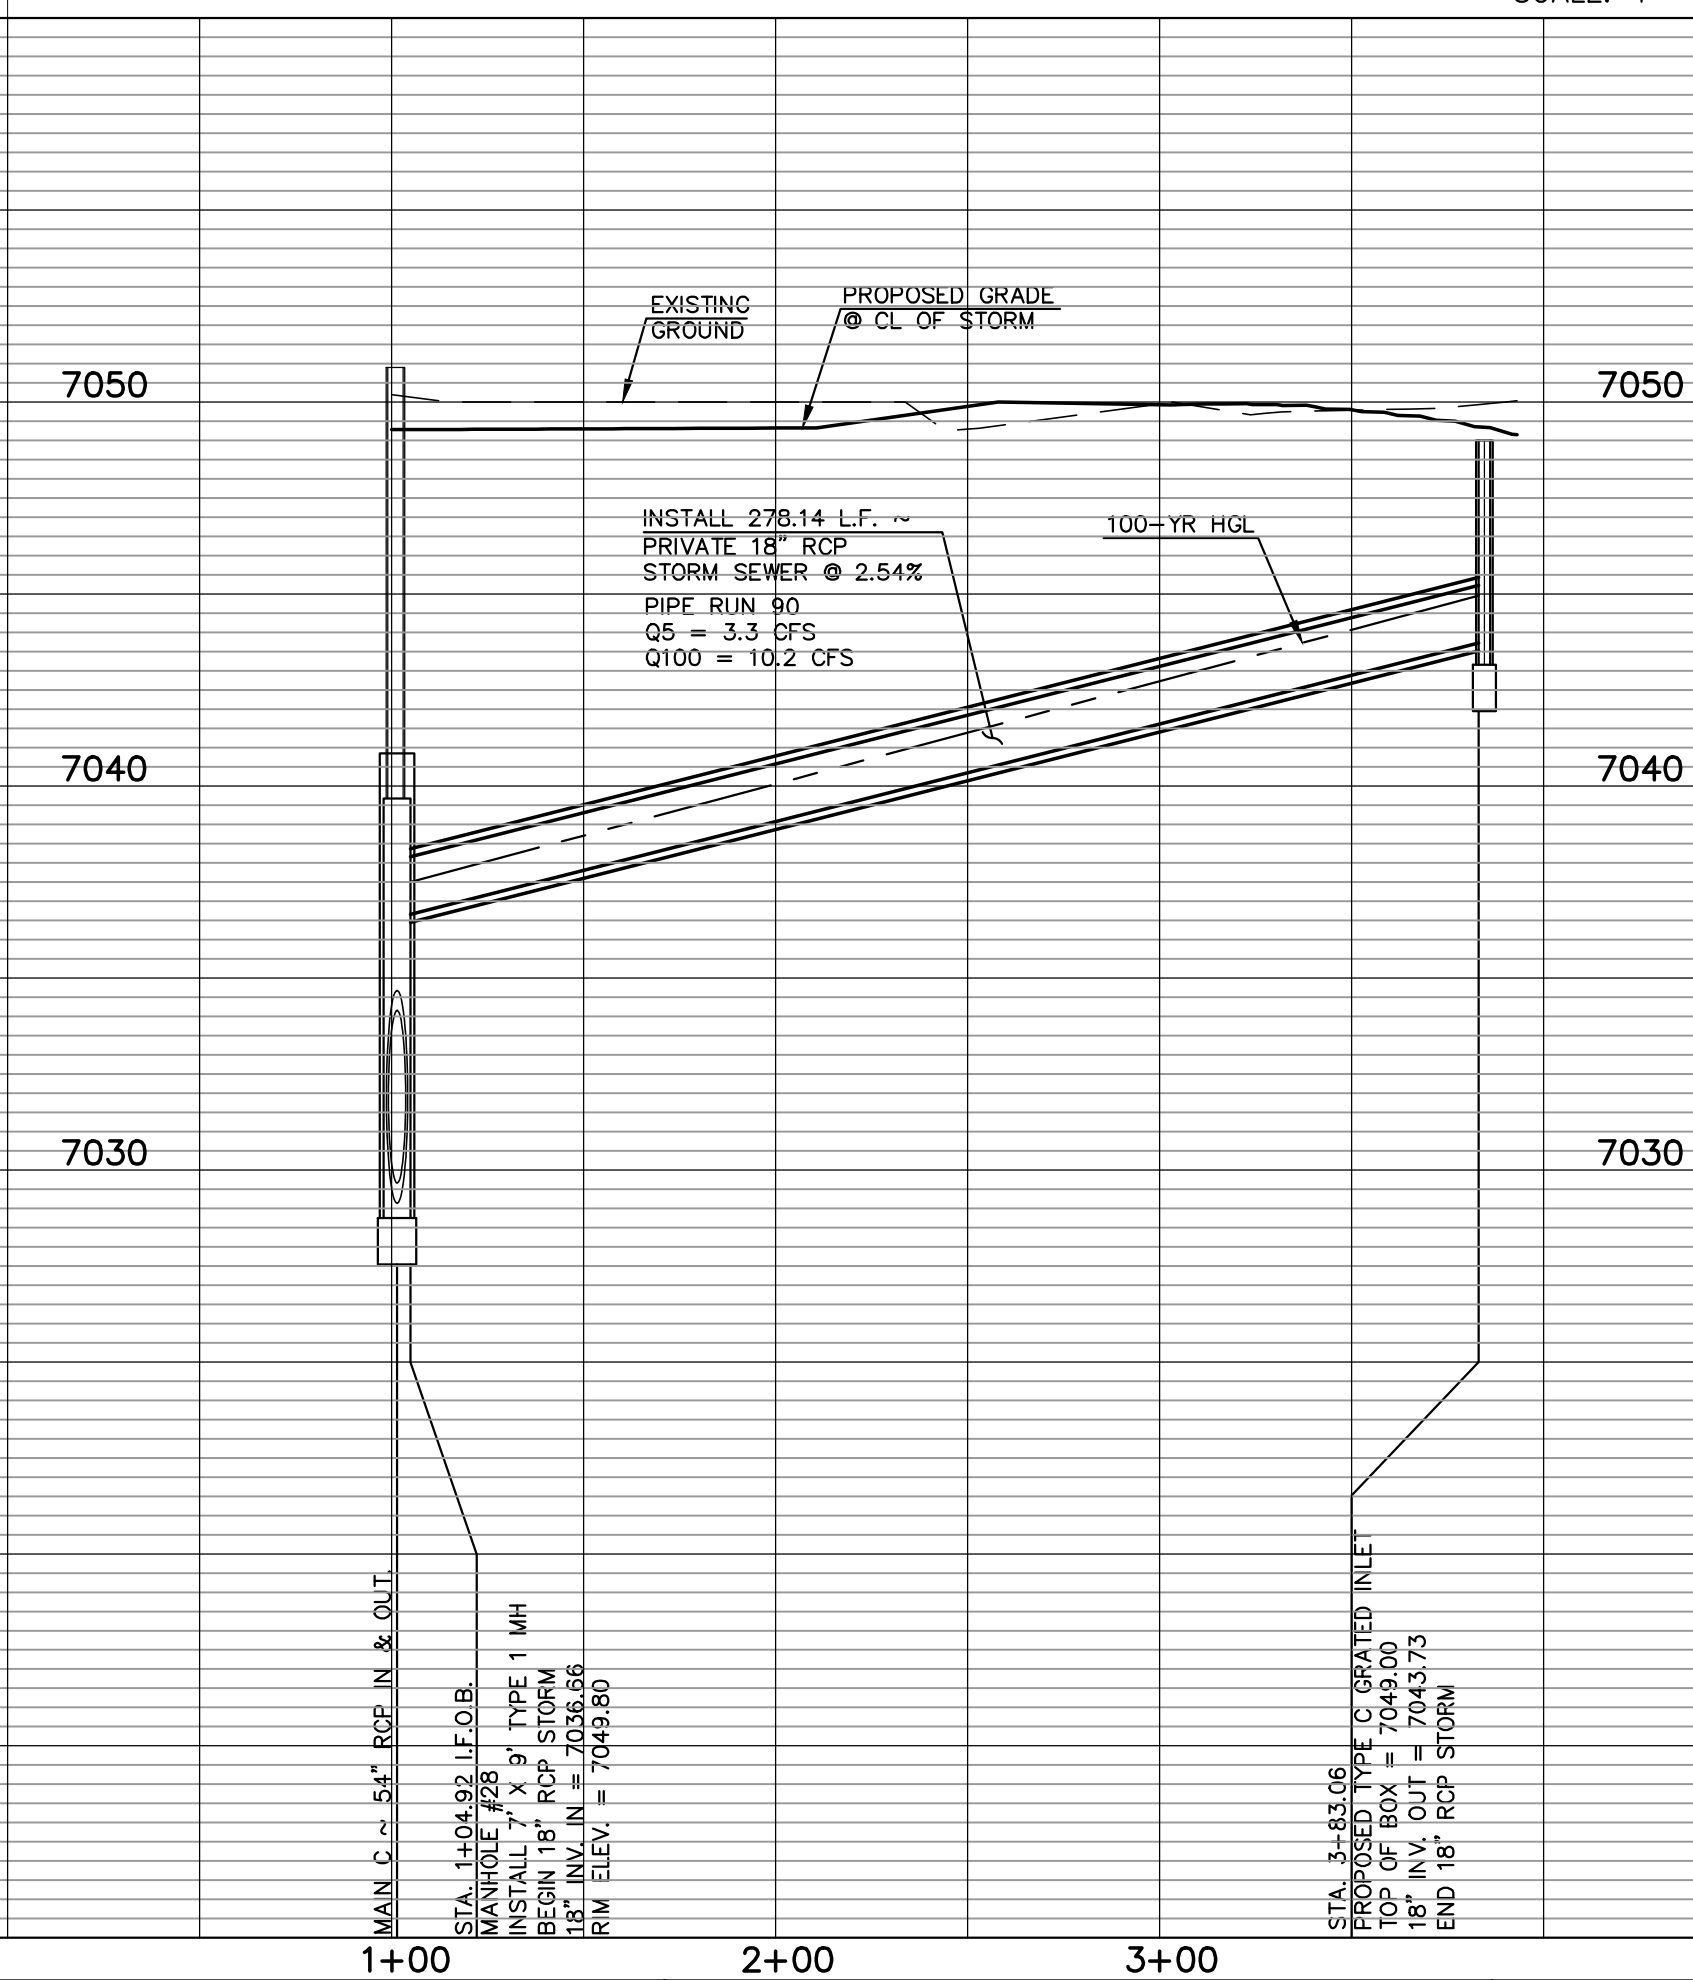 EXISTING
GROUND
PROPOSED GRADE
@ CL OF STORM
7050
7050
INSTALL 278.14 L.F. ~
PRIVATE 18" RCP
STORM SEWER @ 2.54%
PIPE RUN 90
Q5 = 3.3 CFS
Q100 = 10.2 CFS
100-YR HGL
7040
7040
7030
7030
MAIN C ~ 54" RCP IN & OUT.
STA. 1+04.92 I.F.O.B.
MANHOLE #28
INSTALL 7' X 9' TYPE 1 MH
BEGIN 18" RCP STORM
18" INV. IN = 7036.66
RIM ELEV. = 7049.80
STA. 3+83.06
PROPOSED TYPE C GRATED INLET
TOP OF BOX = 7049.00
18" INV. OUT = 7043.73
END 18" RCP STORM
1+00
2+00
3+00